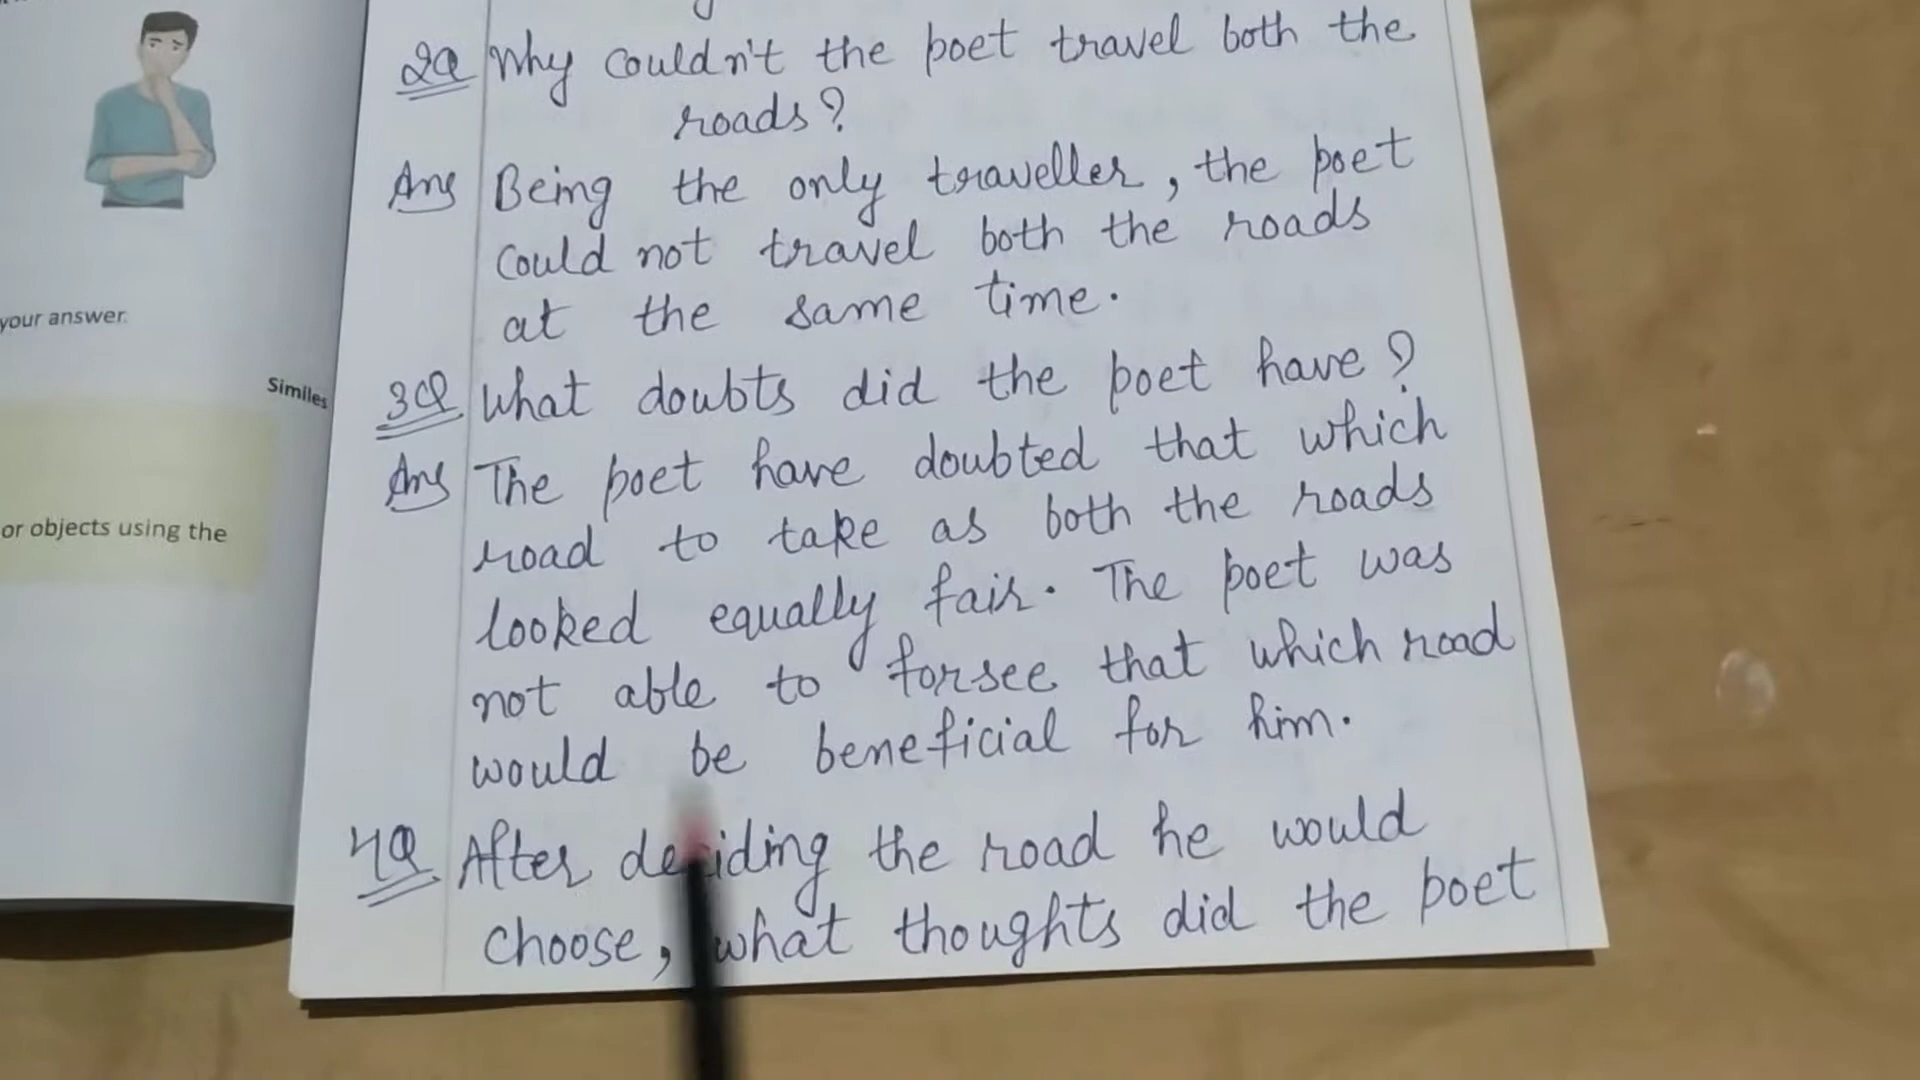 your answer.
Similes
or objects using the
2Q Why couldn't the poet travel both the
roads?
Ans Being the only traveller, the poet
could not travel both the roads
at the same time.
3Q What doubts did the poet have?
Ans The poet have doubted that which
road to take as both the roads
looked equally fair. The poet was
not able to forsee that which road
would be beneficial for him.
4Q After deciding the road he would
choose, what thoughts did the poet